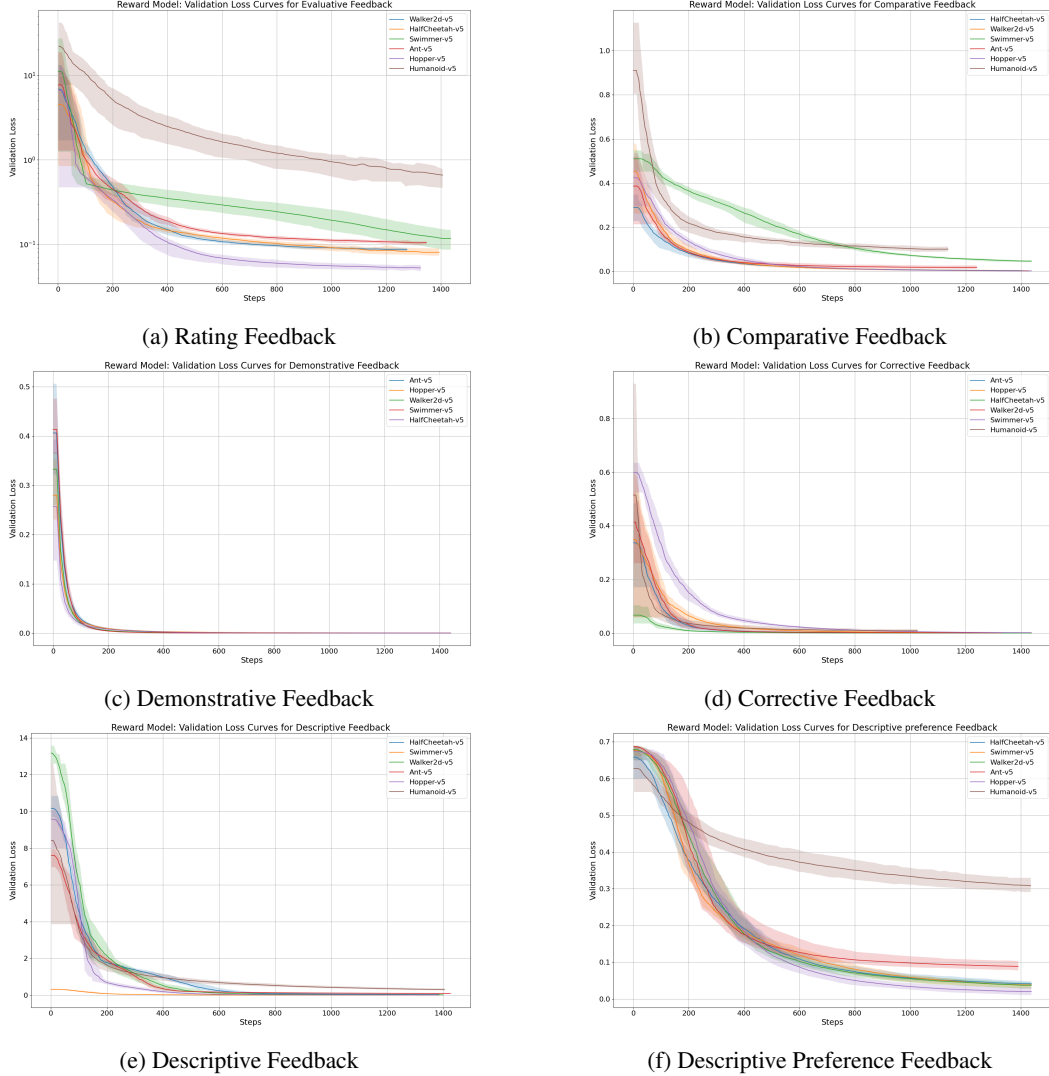 Reward Model: Validation Loss Curves for Evaluative Feedback
Walker2d-v5
HalfCheetah-v5
Swimmer-v5
Ant-v5
Hopper-v5
Humanoid-v5
10¹
10⁰
10⁻¹
Validation Loss
0 200 400 600 800 1000 1200 1400
Steps
(a) Rating Feedback
Reward Model: Validation Loss Curves for Comparative Feedback
HalfCheetah-v5
Walker2d-v5
Swimmer-v5
Ant-v5
Hopper-v5
Humanoid-v5
1.0
0.8
0.6
0.4
0.2
0.0
Validation Loss
0 200 400 600 800 1000 1200 1400
Steps
(b) Comparative Feedback
Reward Model: Validation Loss Curves for Demonstrative Feedback
Ant-v5
Hopper-v5
Walker2d-v5
Swimmer-v5
HalfCheetah-v5
0.5
0.4
0.3
0.2
0.1
0.0
Validation Loss
0 200 400 600 800 1000 1200 1400
Steps
(c) Demonstrative Feedback
Reward Model: Validation Loss Curves for Corrective Feedback
Ant-v5
Hopper-v5
HalfCheetah-v5
Walker2d-v5
Swimmer-v5
Humanoid-v5
0.8
0.6
0.4
0.2
0.0
Validation Loss
0 200 400 600 800 1000 1200 1400
Steps
(d) Corrective Feedback
Reward Model: Validation Loss Curves for Descriptive Feedback
HalfCheetah-v5
Swimmer-v5
Walker2d-v5
Ant-v5
Hopper-v5
Humanoid-v5
14
12
10
8
6
4
2
0
Validation Loss
0 200 400 600 800 1000 1200 1400
Steps
(e) Descriptive Feedback
Reward Model: Validation Loss Curves for Descriptive preference Feedback
HalfCheetah-v5
Swimmer-v5
Walker2d-v5
Ant-v5
Hopper-v5
Humanoid-v5
0.7
0.6
0.5
0.4
0.3
0.2
0.1
0.0
Validation Loss
0 200 400 600 800 1000 1200 1400
Steps
(f) Descriptive Preference Feedback